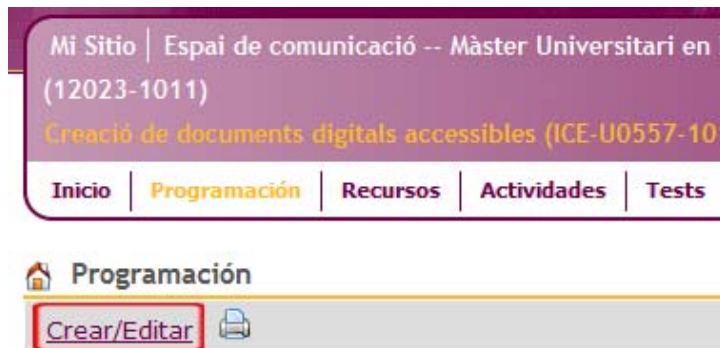 Mi Sitio | Espai de comunicació -- Màster Universitari en
(12023-1011)
Creació de documents digitals accessibles (ICE-U0557-10
Inicio | Programación | Recursos | Actividades | Tests
Programación
Crear/Editar